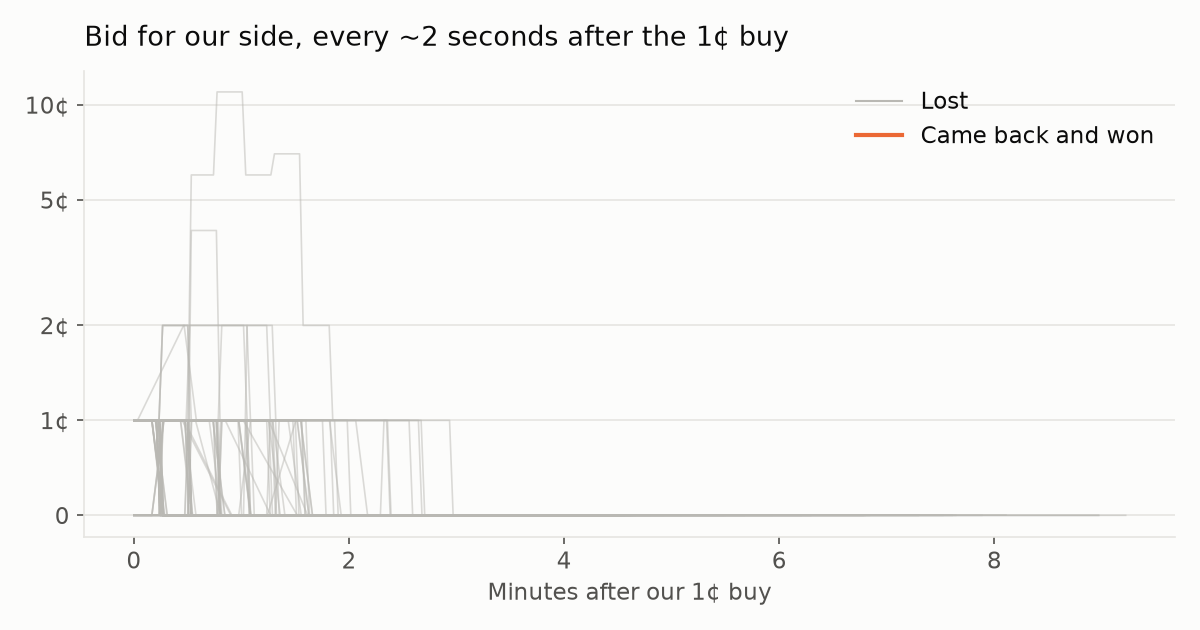 Bid for our side, every ~2 seconds after the 1¢ buy
Lost
Came back and won
10¢
5¢
2¢
1¢
0
0 2 4 6 8
Minutes after our 1¢ buy